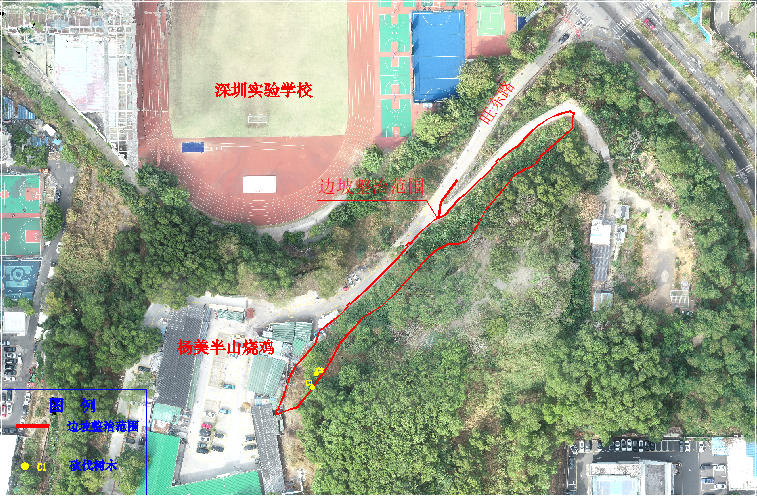 深圳实验学校
旺东路
边坡整治范围
杨美半山烧鸡
图 例
边坡整治范围
C1 砍伐树木